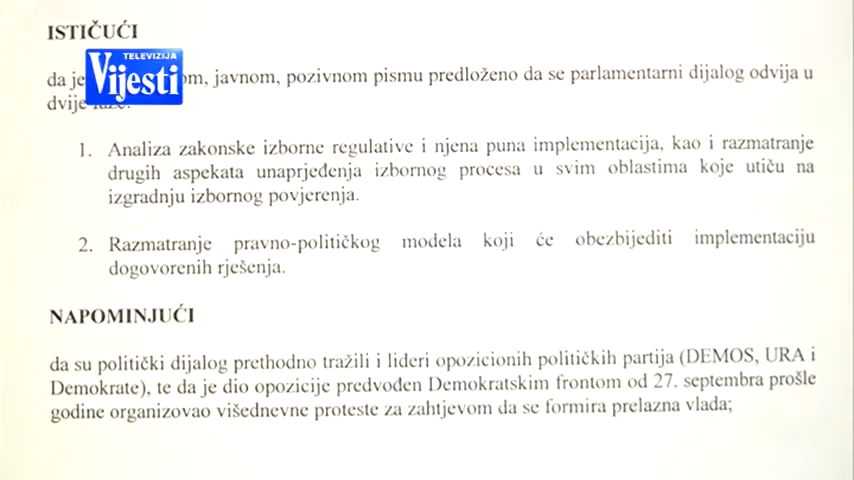 ISTIČUĆI
TELEVIZIJA
Vijesti
da je om, javnom, pozivnom pismu predloženo da se parlamentarni dijalog odvija u
dvije faze:
1. Analiza zakonske izborne regulative i njena puna implementacija, kao i razmatranje
drugih aspekata unaprjeđenja izbornog procesa u svim oblastima koje utiču na
izgradnju izbornog povjerenja.
2. Razmatranje pravno-političkog modela koji će obezbijediti implementaciju
dogovorenih rješenja.
NAPOMINJUĆI
da su politički dijalog prethodno tražili i lideri opozicionih političkih partija (DEMOS, URA i
Demokrate), te da je dio opozicije predvođen Demokratskim frontom od 27. septembra prošle
godine organizovao višednevne proteste za zahtjevom da se formira prelazna vlada;